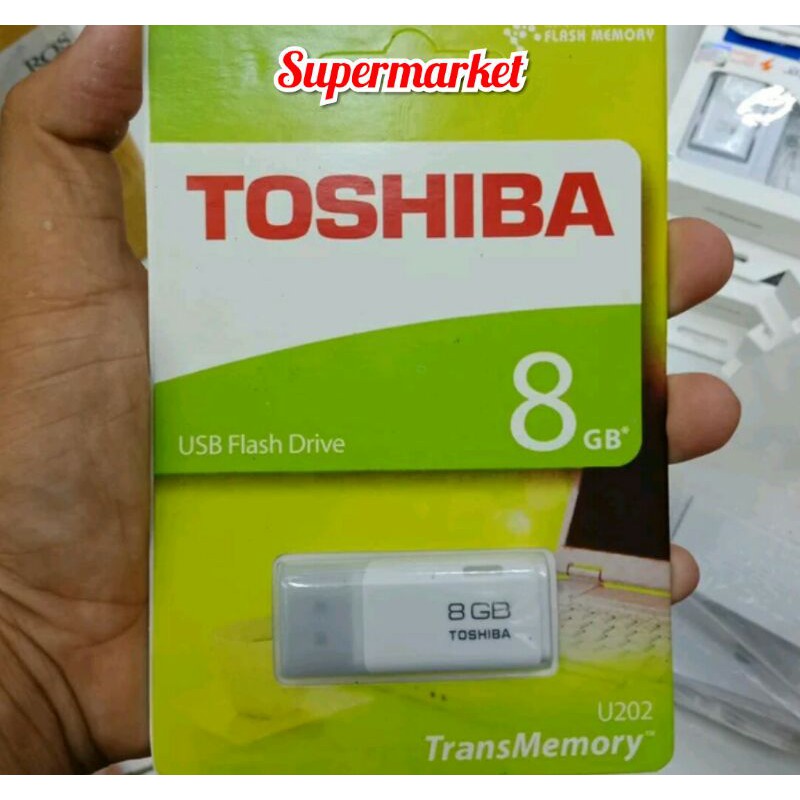 FLASH MEMORY
Supermarket
TOSHIBA
8 GB*
USB Flash Drive
8 GB
TOSHIBA
U202
TransMemory™